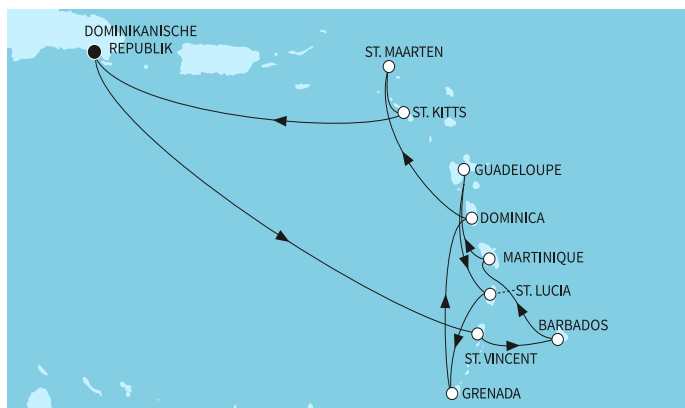 DOMINIKANISCHE
REPUBLIK
ST. MAARTEN
ST. KITTS
GUADELOUPE
DOMINICA
MARTINIQUE
ST. LUCIA
BARBADOS
ST. VINCENT
GRENADA